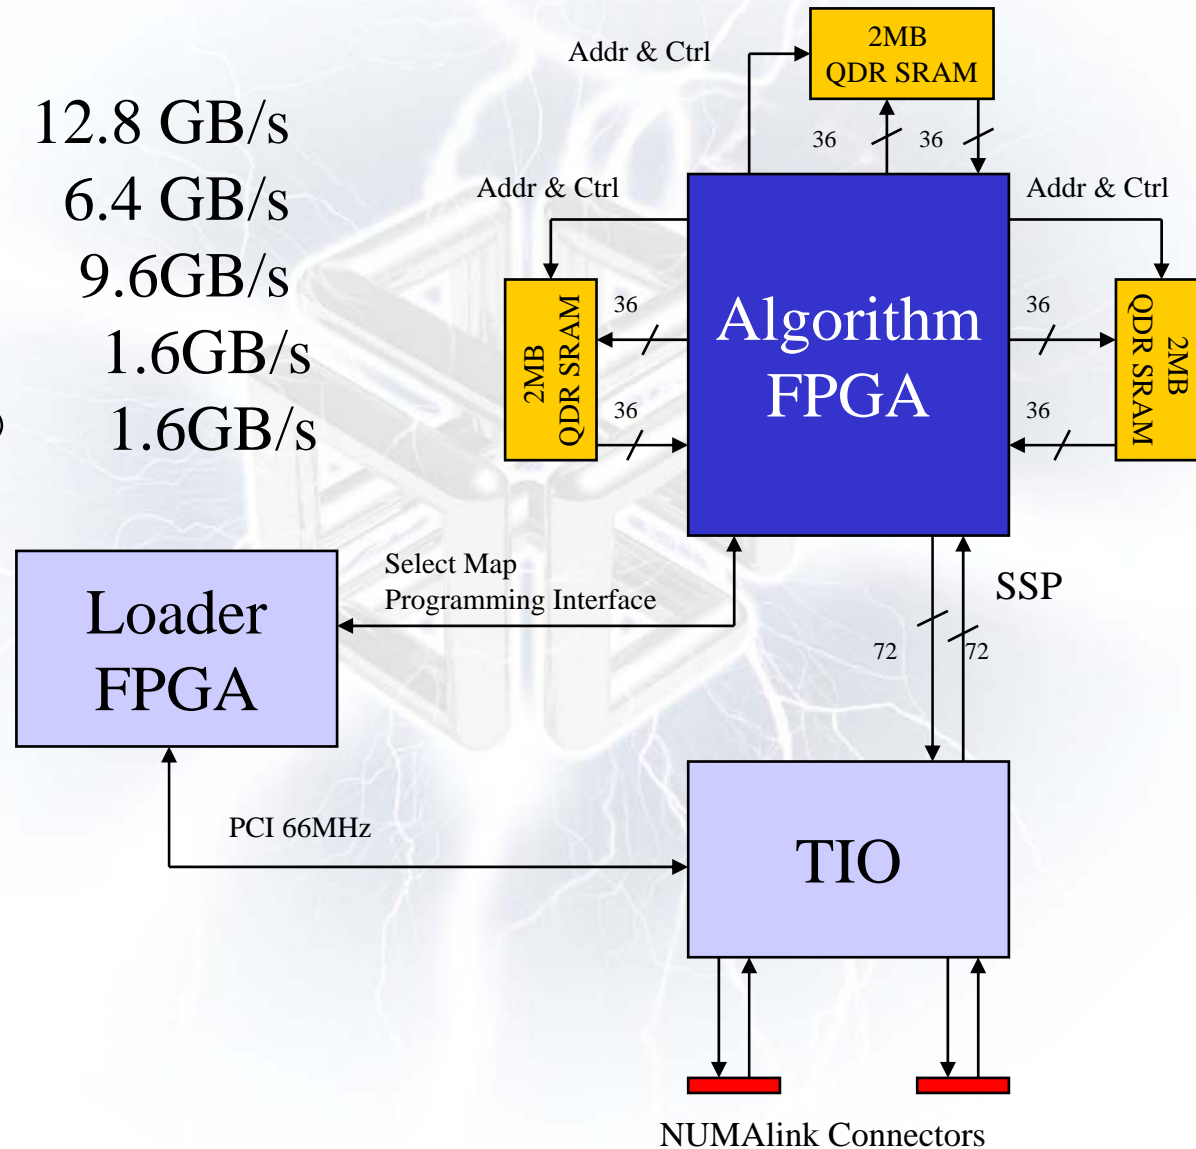 2MB
QDR SRAM
Addr & Ctrl
12.8 GB/s
6.4 GB/s
9.6GB/s
1.6GB/s
) 1.6GB/s
36
36
Addr & Ctrl
Addr & Ctrl
2MB
QDR SRAM
36
36
Algorithm
FPGA
36
36
2MB
QDR SRAM
Select Map
Programming Interface
SSP
72
72
Loader
FPGA
PCI 66MHz
TIO
NUMAlink Connectors